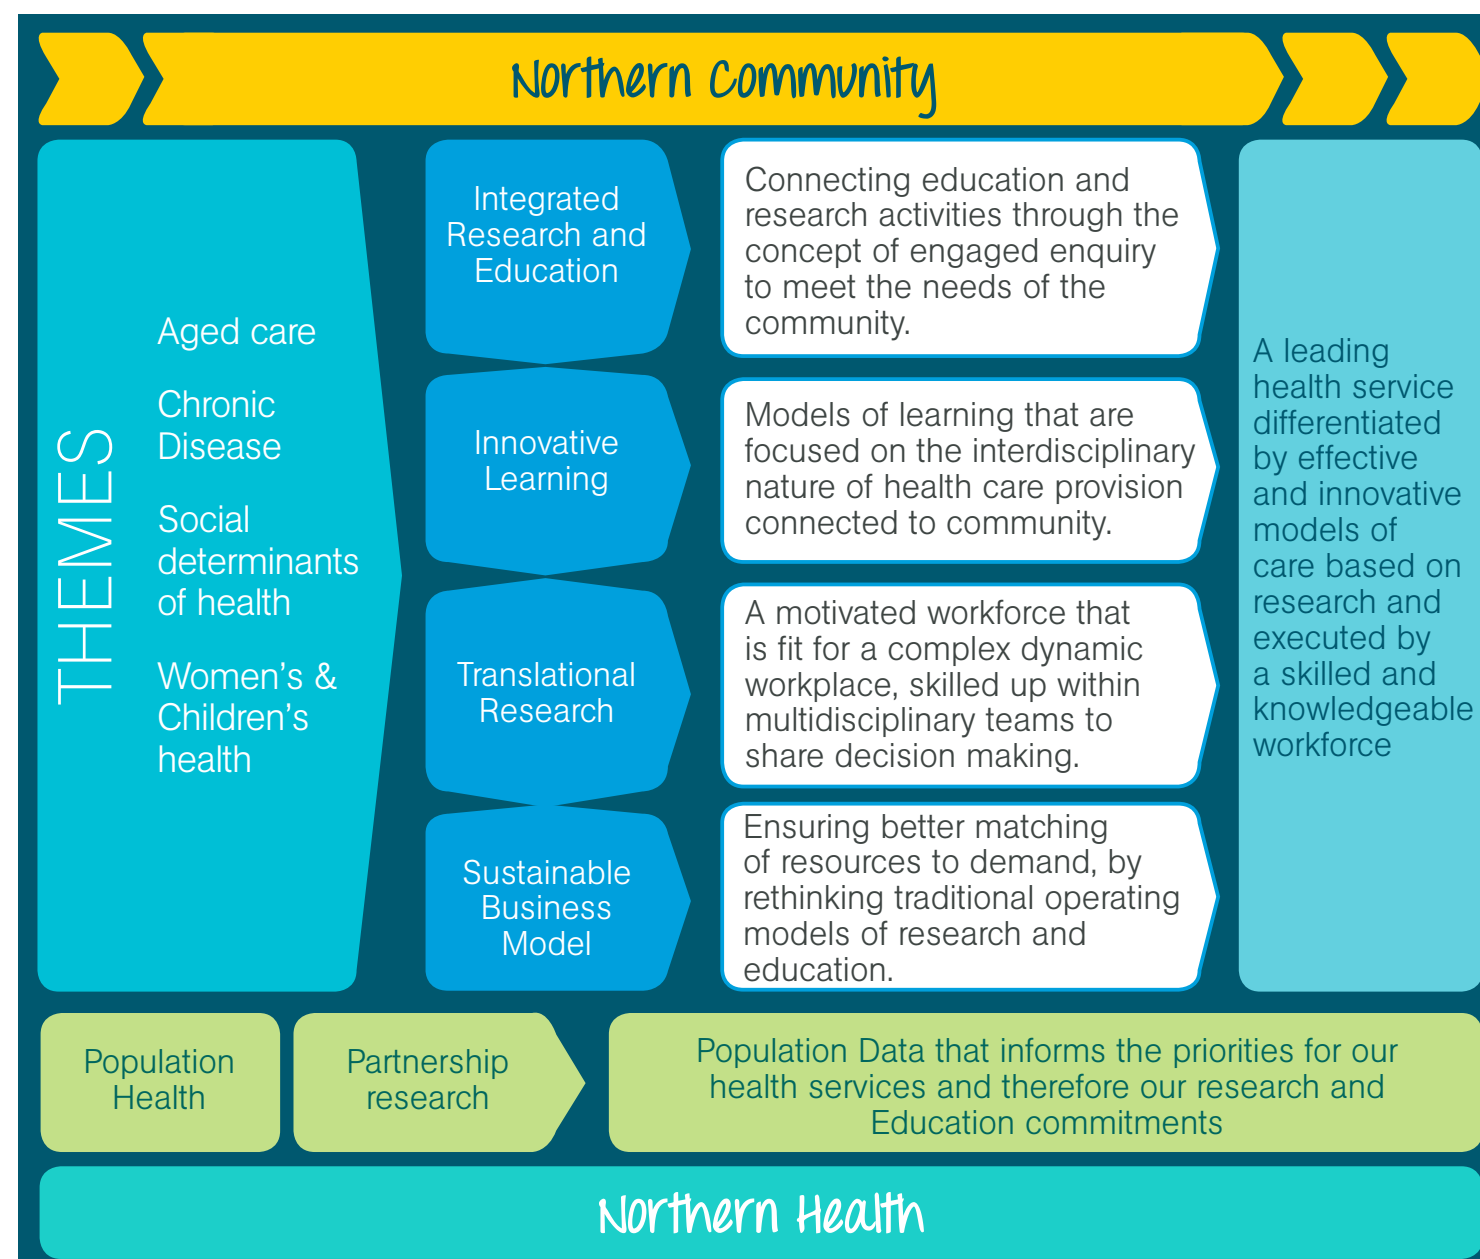 Northern Community
THEMES
Aged care
Chronic
Disease
Social
determinants
of health
Women's &
Children's
health
Integrated
Research and
Education
Connecting education and
research activities through the
concept of engaged enquiry
to meet the needs of the
community.
Innovative
Learning
Models of learning that are
focused on the interdisciplinary
nature of health care provision
connected to community.
Translational
Research
A motivated workforce that
is fit for a complex dynamic
workplace, skilled up within
multidisciplinary teams to
share decision making.
Sustainable
Business
Model
Ensuring better matching
of resources to demand, by
rethinking traditional operating
models of research and
education.
A leading
health service
differentiated
by effective
and innovative
models of
care based on
research and
executed by
a skilled and
knowledgeable
workforce
Population
Health
Partnership
research
Population Data that informs the priorities for our
health services and therefore our research and
Education commitments
Northern Health